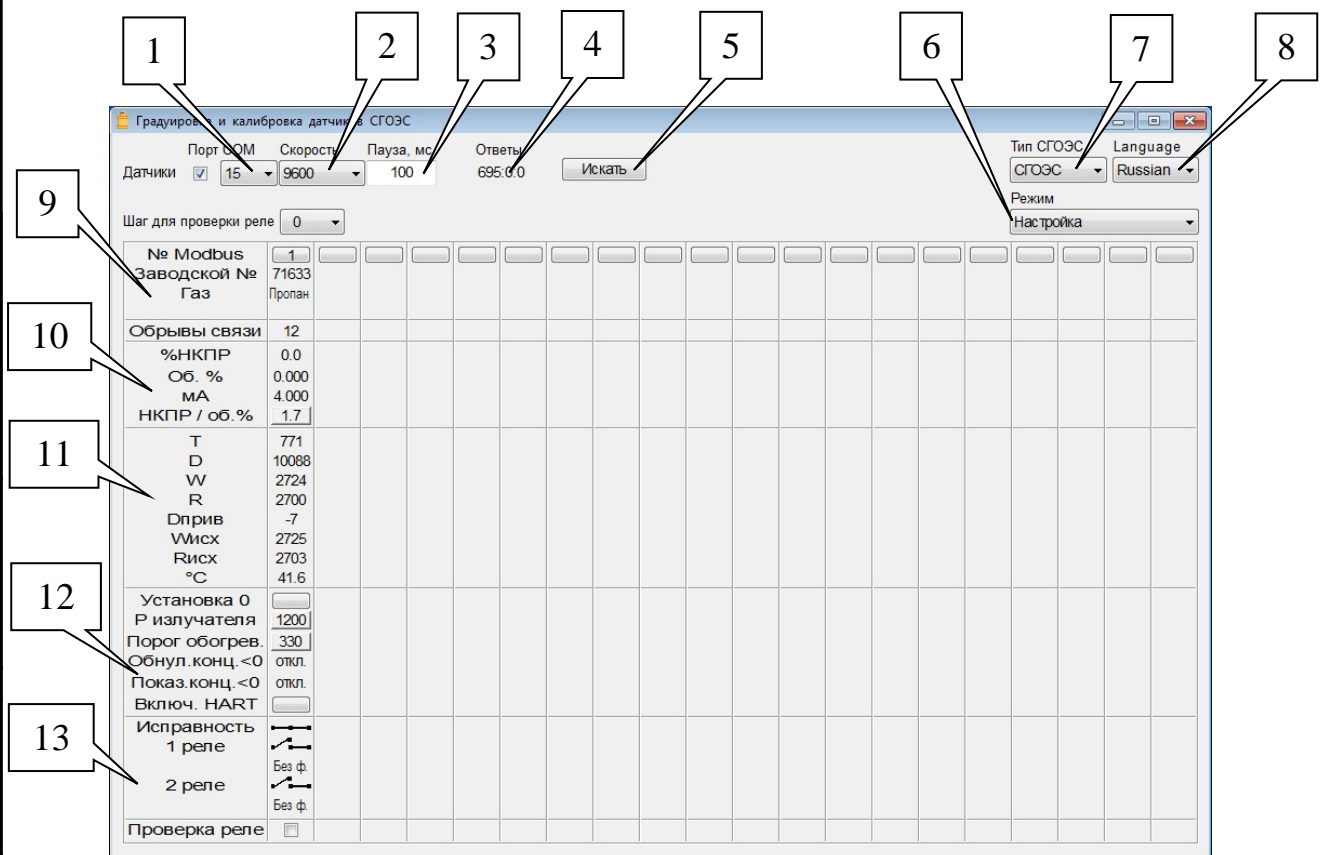 1 2 3 4 5 6 7 8
Градуировка и калибровка датчиков СГОЭС
Порт COM Скорость Пауза, мс Ответы Тип СГОЭС Language
Датчики 15 9600 100 695:0:0 Искать СГОЭС Russian
Режим
9
Шаг для проверки реле 0 Настройка
№ Modbus 1
Заводской № 71633
Газ Пропан
10
Обрывы связи 12
%НКПР 0.0
Об. % 0.000
мА 4.000
НКПР / об.% 1.7
11
T 771
D 10088
W 2724
R 2700
Dприв -7
Wисх 2725
Rисх 2703
°C 41.6
12
Установка 0
Р излучателя 1200
Порог обогрев. 330
Обнул.конц.<0 откл.
Показ.конц.<0 откл.
Включ. HART
13
Исправность
1 реле
Без ф.
2 реле
Без ф.
Проверка реле